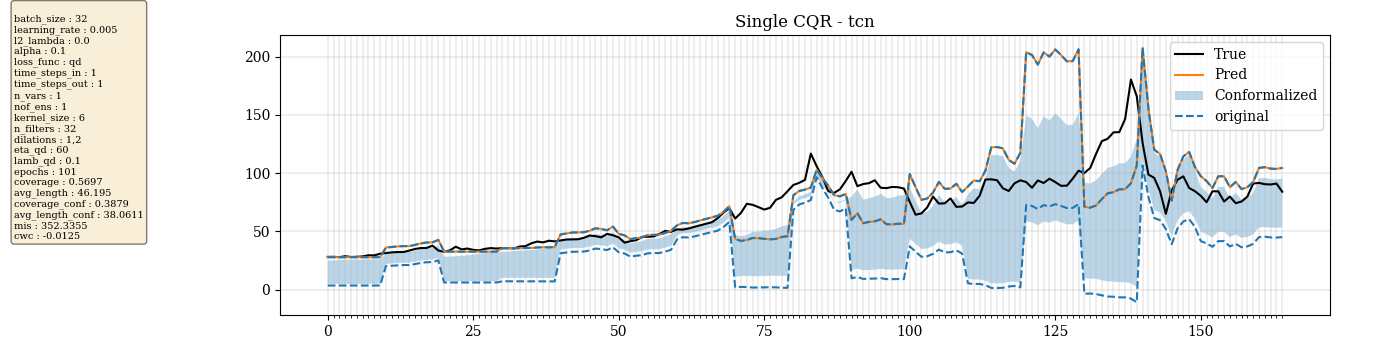 batch_size : 32
learning_rate : 0.005
l2_lambda : 0.0
alpha : 0.1
loss_func : qd
time_steps_in : 1
time_steps_out : 1
n_vars : 1
nof_ens : 1
kernel_size : 6
n_filters : 32
dilations : 1,2
eta_qd : 60
lamb_qd : 0.1
epochs : 101
coverage : 0.5697
avg_length : 46.195
coverage_conf : 0.3879
avg_length_conf : 38.0611
mis : 352.3355
cwc : -0.0125
Single CQR - tcn
200
150
100
50
0
0 25 50 75 100 125 150
True
Pred
Conformalized
original